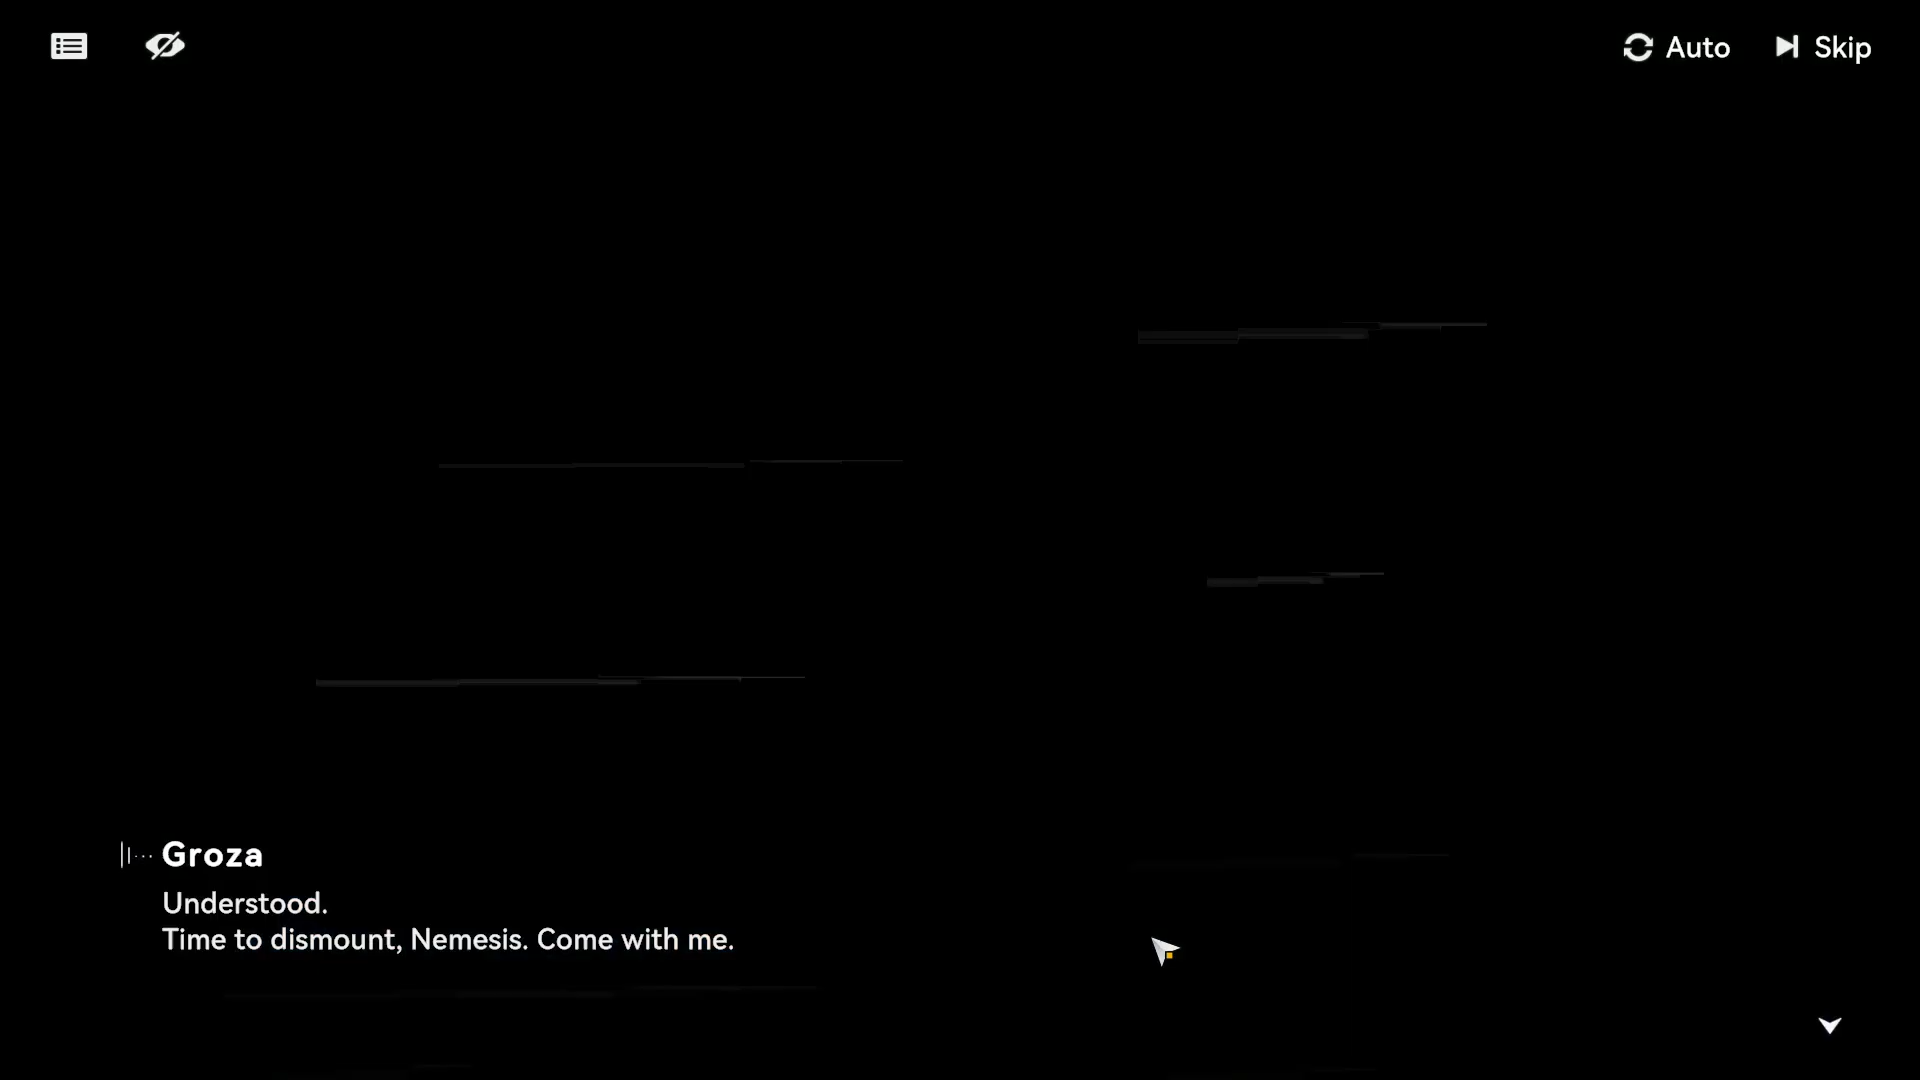 Auto
Skip
Groza
Understood.
Time to dismount, Nemesis. Come with me.